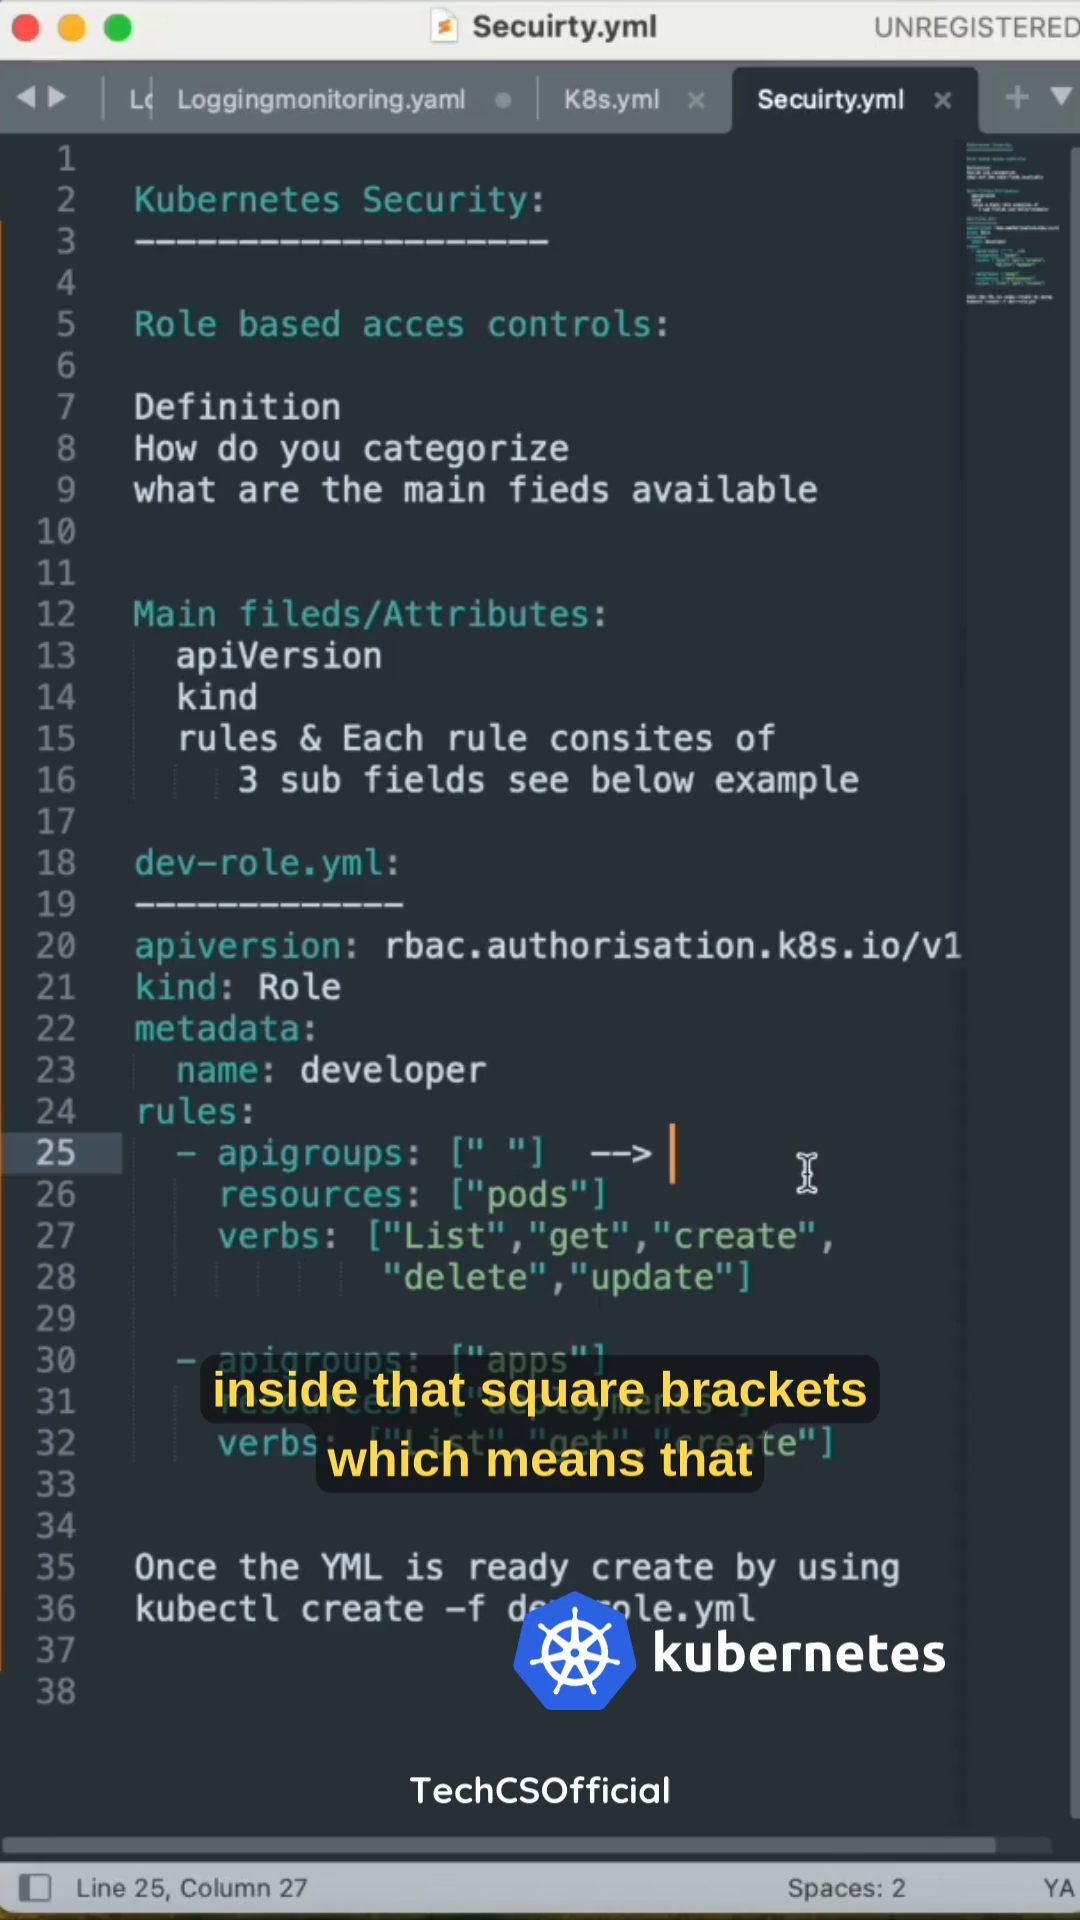 Secuirty.yml
UNREGISTERED
Loggingmonitoring.yaml
K8s.yml
Secuirty.yml
1
2 Kubernetes Security:
3 --------------------
4
5 Role based acces controls:
6
7 Definition
8 How do you categorize
9 what are the main fieds available
10
11
12 Main fileds/Attributes:
13 apiVersion
14 kind
15 rules & Each rule consites of
16 3 sub fields see below example
17
18 dev-role.yml:
19 -------------
20 apiversion: rbac.authorisation.k8s.io/v1
21 kind: Role
22 metadata:
23 name: developer
24 rules:
25 - apigroups: [" "] -->
26 resources: ["pods"]
27 verbs: ["List","get","create",
28 "delete","update"]
29
30 - apigroups: ["apps"]
31 resources: ["deployments"]
32 verbs: ["List","get","create"]
inside that square brackets
which means that
33
34
35 Once the YML is ready create by using
36 kubectl create -f dev-role.yml
37
38
kubernetes
TechCSOfficial
Line 25, Column 27
Spaces: 2
YA